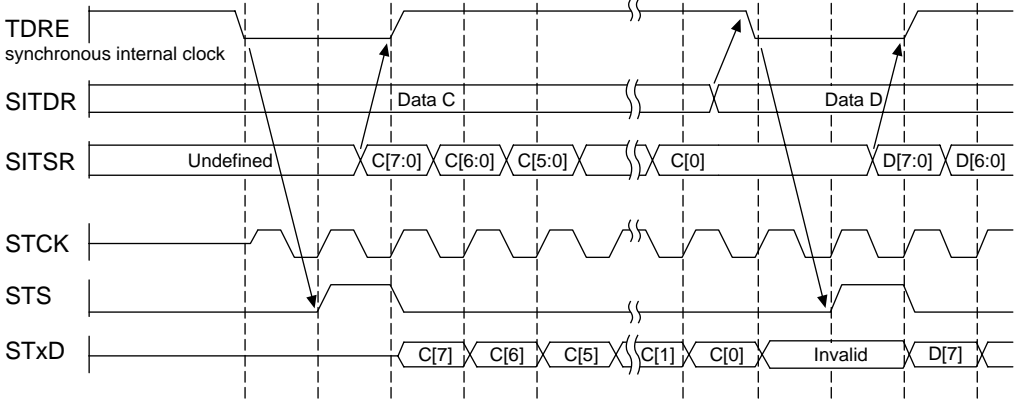 TDRE
synchronous internal clock
SITDR
Data C
Data D
SITSR
Undefined
C[7:0]
C[6:0]
C[5:0]
C[0]
D[7:0]
D[6:0]
STCK
STS
STxD
C[7]
C[6]
C[5]
C[1]
C[0]
Invalid
D[7]